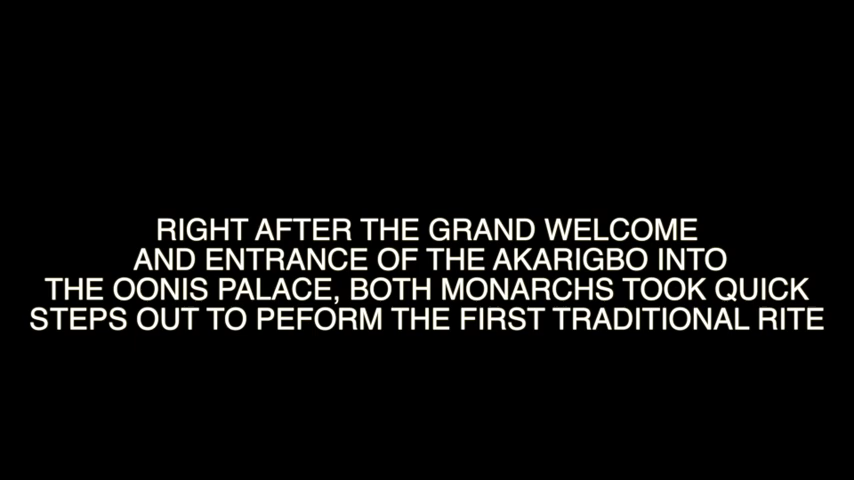 RIGHT AFTER THE GRAND WELCOME
AND ENTRANCE OF THE AKARIGBO INTO
THE OONIS PALACE, BOTH MONARCHS TOOK QUICK
STEPS OUT TO PEFORM THE FIRST TRADITIONAL RITE